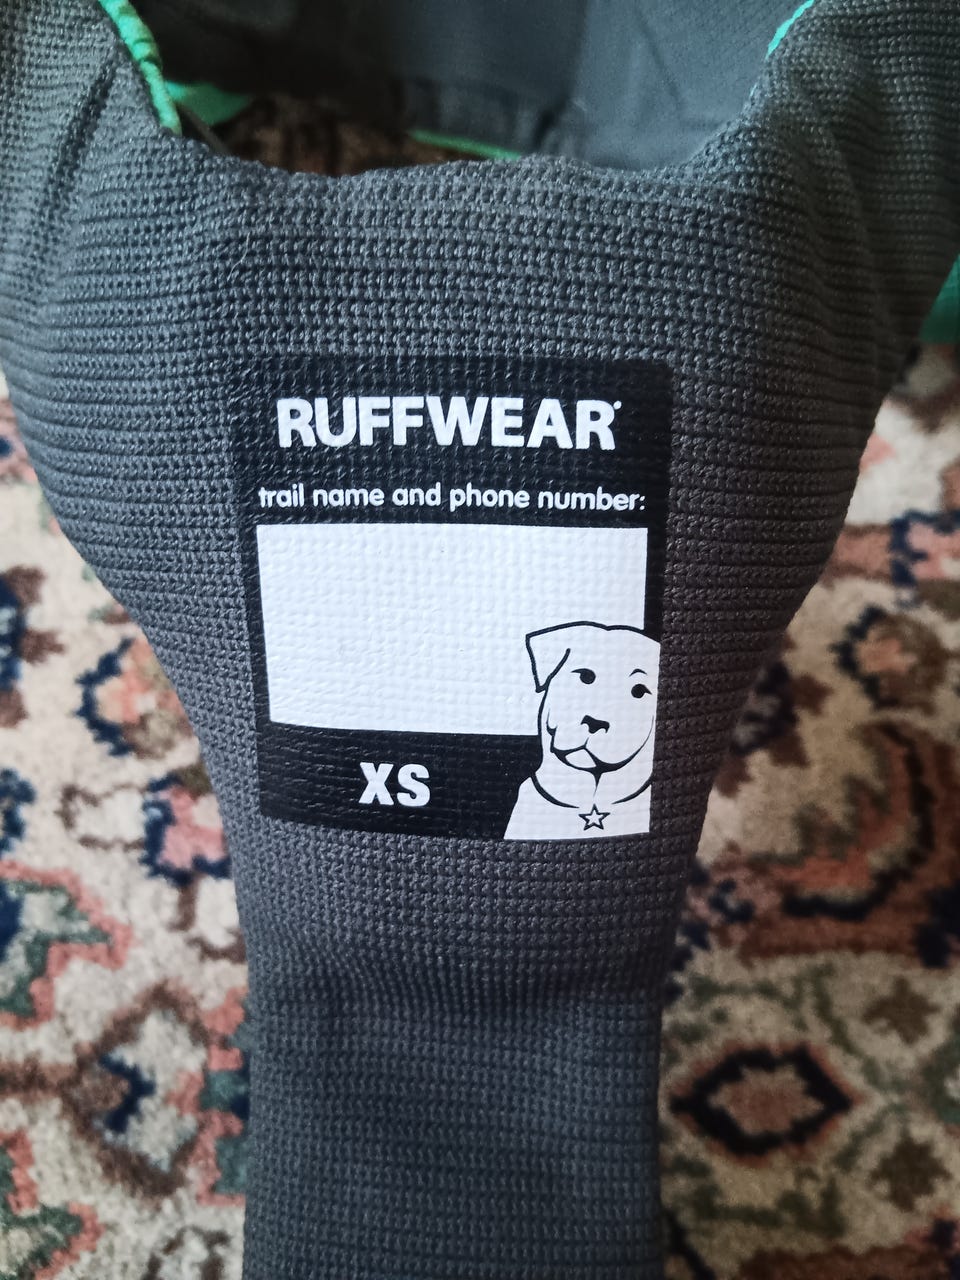 RUFFWEAR
trail name and phone number:
XS